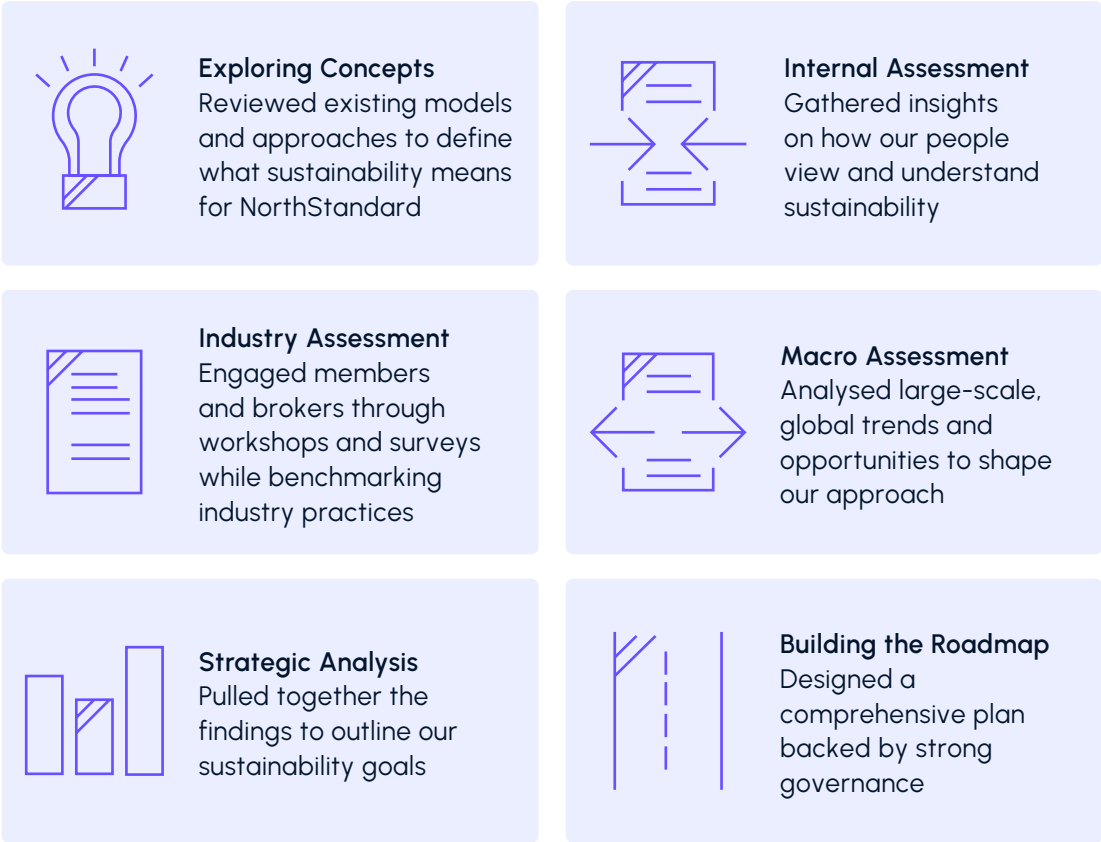 Exploring Concepts
Reviewed existing models
and approaches to define
what sustainability means
for NorthStandard
Internal Assessment
Gathered insights
on how our people
view and understand
sustainability
Industry Assessment
Engaged members
and brokers through
workshops and surveys
while benchmarking
industry practices
Macro Assessment
Analysed large-scale,
global trends and
opportunities to shape
our approach
Strategic Analysis
Pulled together the
findings to outline our
sustainability goals
Building the Roadmap
Designed a
comprehensive plan
backed by strong
governance